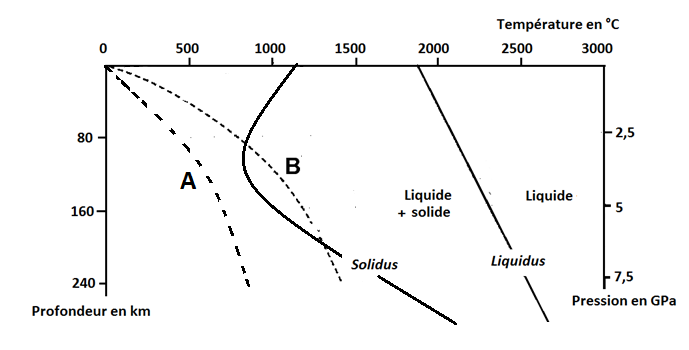 Température en °C
0 500 1000 1500 2000 2500 3000
80
2,5
B
A
Liquide
+ solide
Liquide
160
5
Solidus
Liquidus
240
7,5
Profondeur en km
Pression en GPa